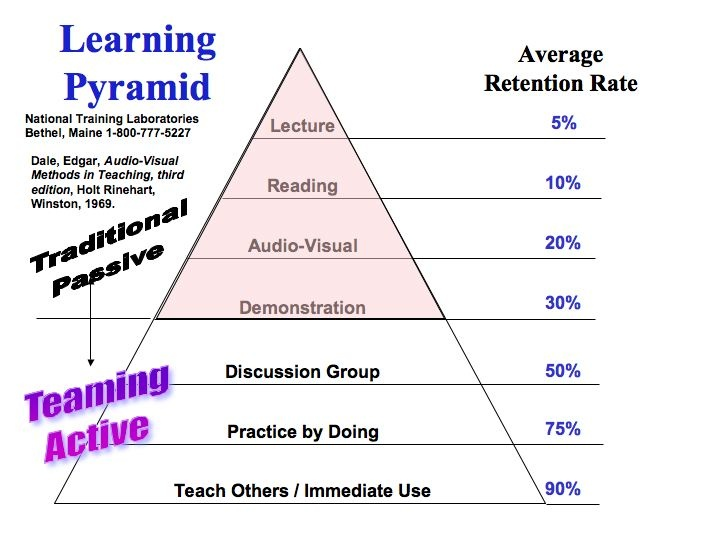 Learning
Pyramid
National Training Laboratories
Bethel, Maine 1-800-777-5227
Dale, Edgar, Audio-Visual
Methods in Teaching, third
edition, Holt Rinehart,
Winston, 1969.
Traditional
Passive
Teaming
Active
Average
Retention Rate
Lecture 5%
Reading 10%
Audio-Visual 20%
Demonstration 30%
Discussion Group 50%
Practice by Doing 75%
Teach Others / Immediate Use 90%